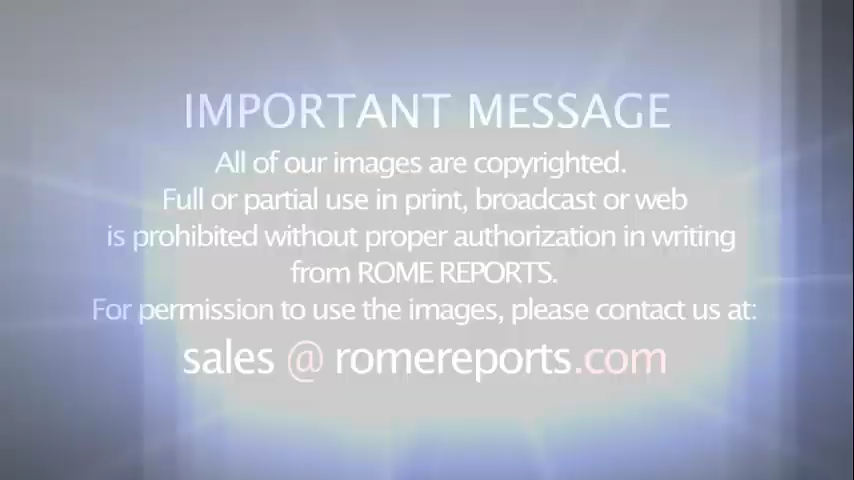 IMPORTANT MESSAGE
All of our images are copyrighted.
Full or partial use in print, broadcast or web
is prohibited without proper authorization in writing
from ROME REPORTS.
For permission to use the images, please contact us at:
sales @ romereports.com